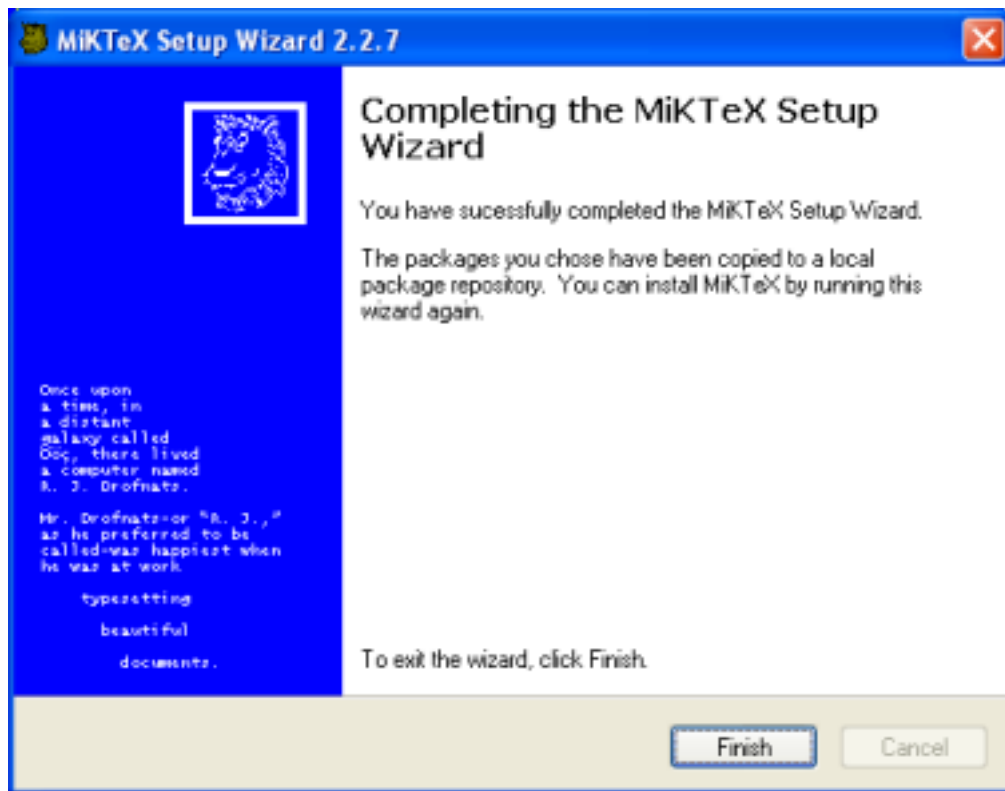 MiKTeX Setup Wizard 2.2.7
Completing the MiKTeX Setup
Wizard
You have sucessfully completed the MiKTeX Setup Wizard.
The packages you chose have been copied to a local
package repository. You can install MiKTeX by running this
wizard again.
Once upon
a time, in
a distant
galaxy called
Ööç, there lived
a computer named
R. J. Drofnats.
Mr. Drofnats-or "R. J.,"
as he preferred to be
called-was happiest when
he was at work
typesetting
beautiful
documents.
To exit the wizard, click Finish.
Finish
Cancel